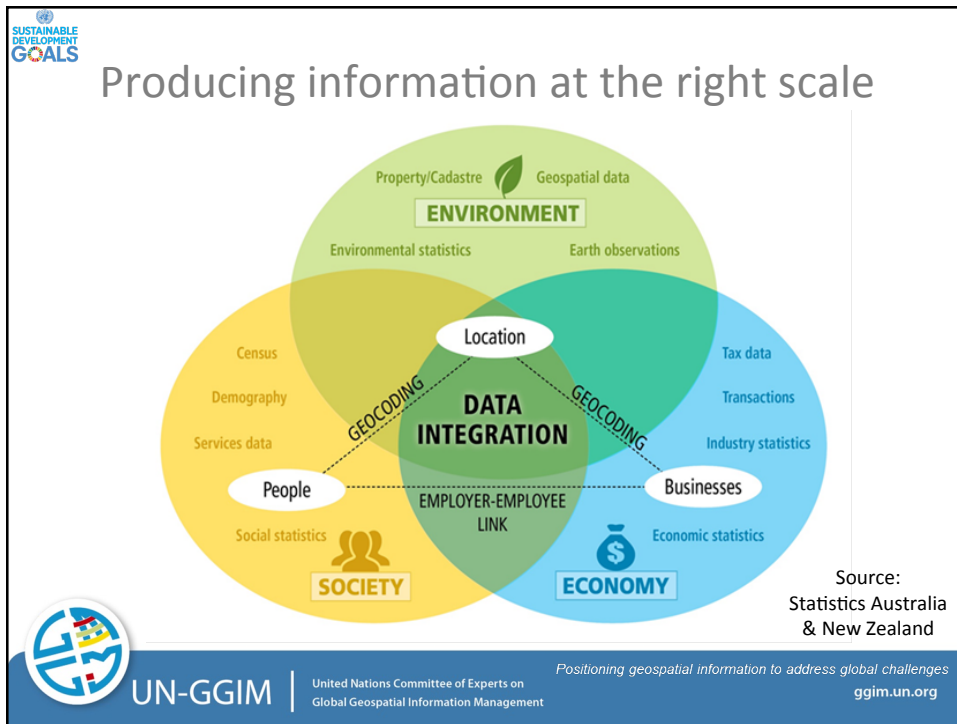 SUSTAINABLE
DEVELOPMENT
GOALS
Producing information at the right scale
Property/Cadastre
Geospatial data
ENVIRONMENT
Environmental statistics
Earth observations
Location
Census
Tax data
Demography
GEOCODING
DATA
INTEGRATION
GEOCODING
Transactions
Services data
Industry statistics
People
Businesses
EMPLOYER-EMPLOYEE
LINK
Social statistics
Economic statistics
$
SOCIETY
ECONOMY
Source:
Statistics Australia
& New Zealand
Positioning geospatial information to address global challenges
UN-GGIM
United Nations Committee of Experts on
Global Geospatial Information Management
ggim.un.org